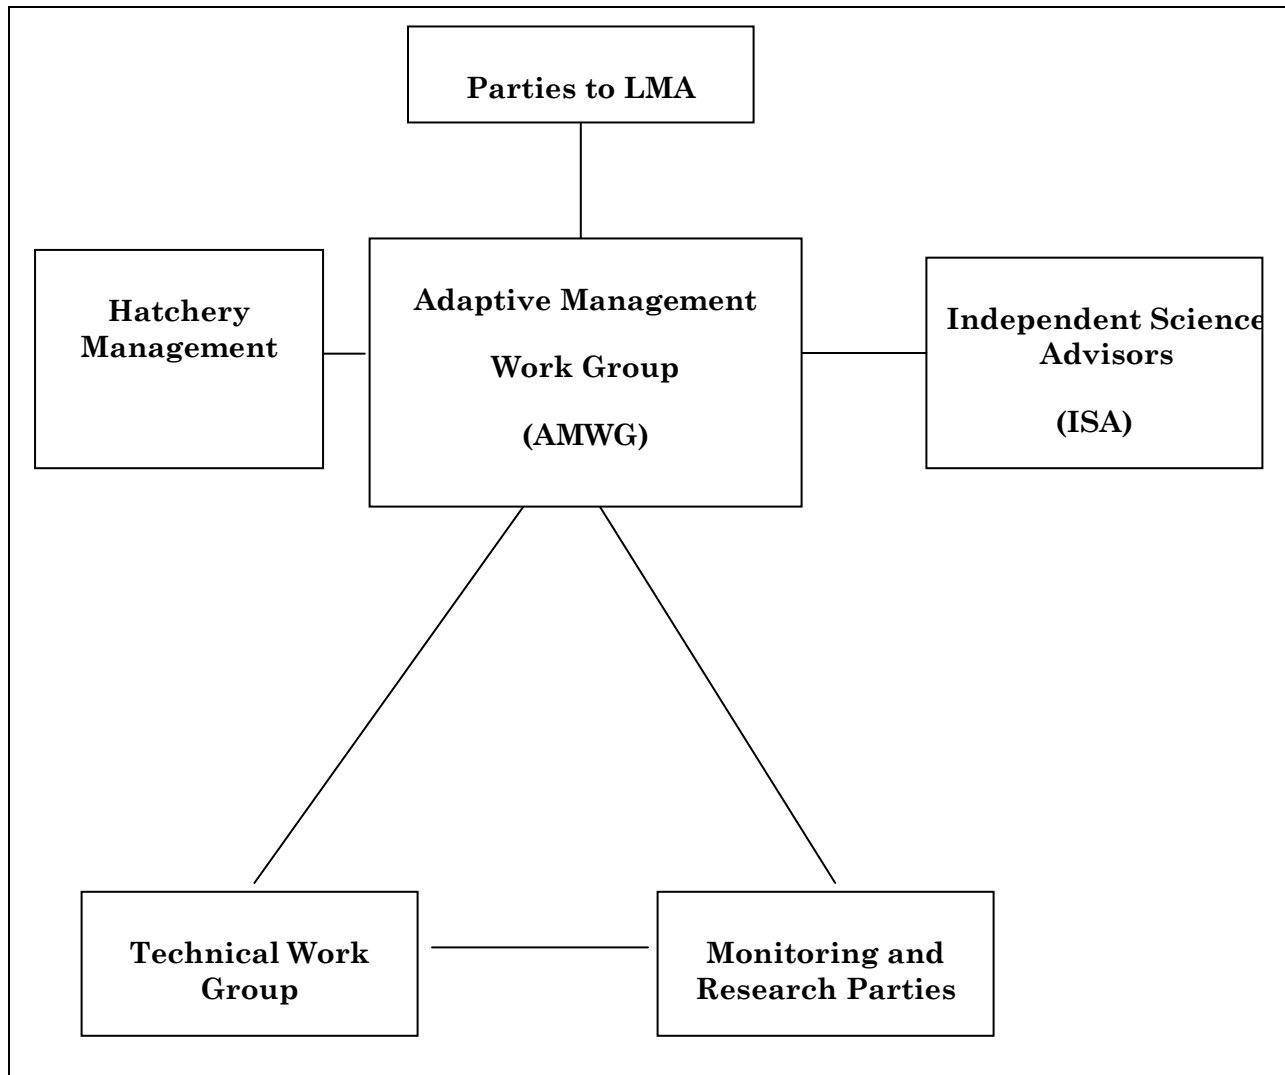 Parties to LMA
Hatchery
Management
Adaptive Management
Work Group
(AMWG)
Independent Science
Advisors
(ISA)
Technical Work
Group
Monitoring and
Research Parties